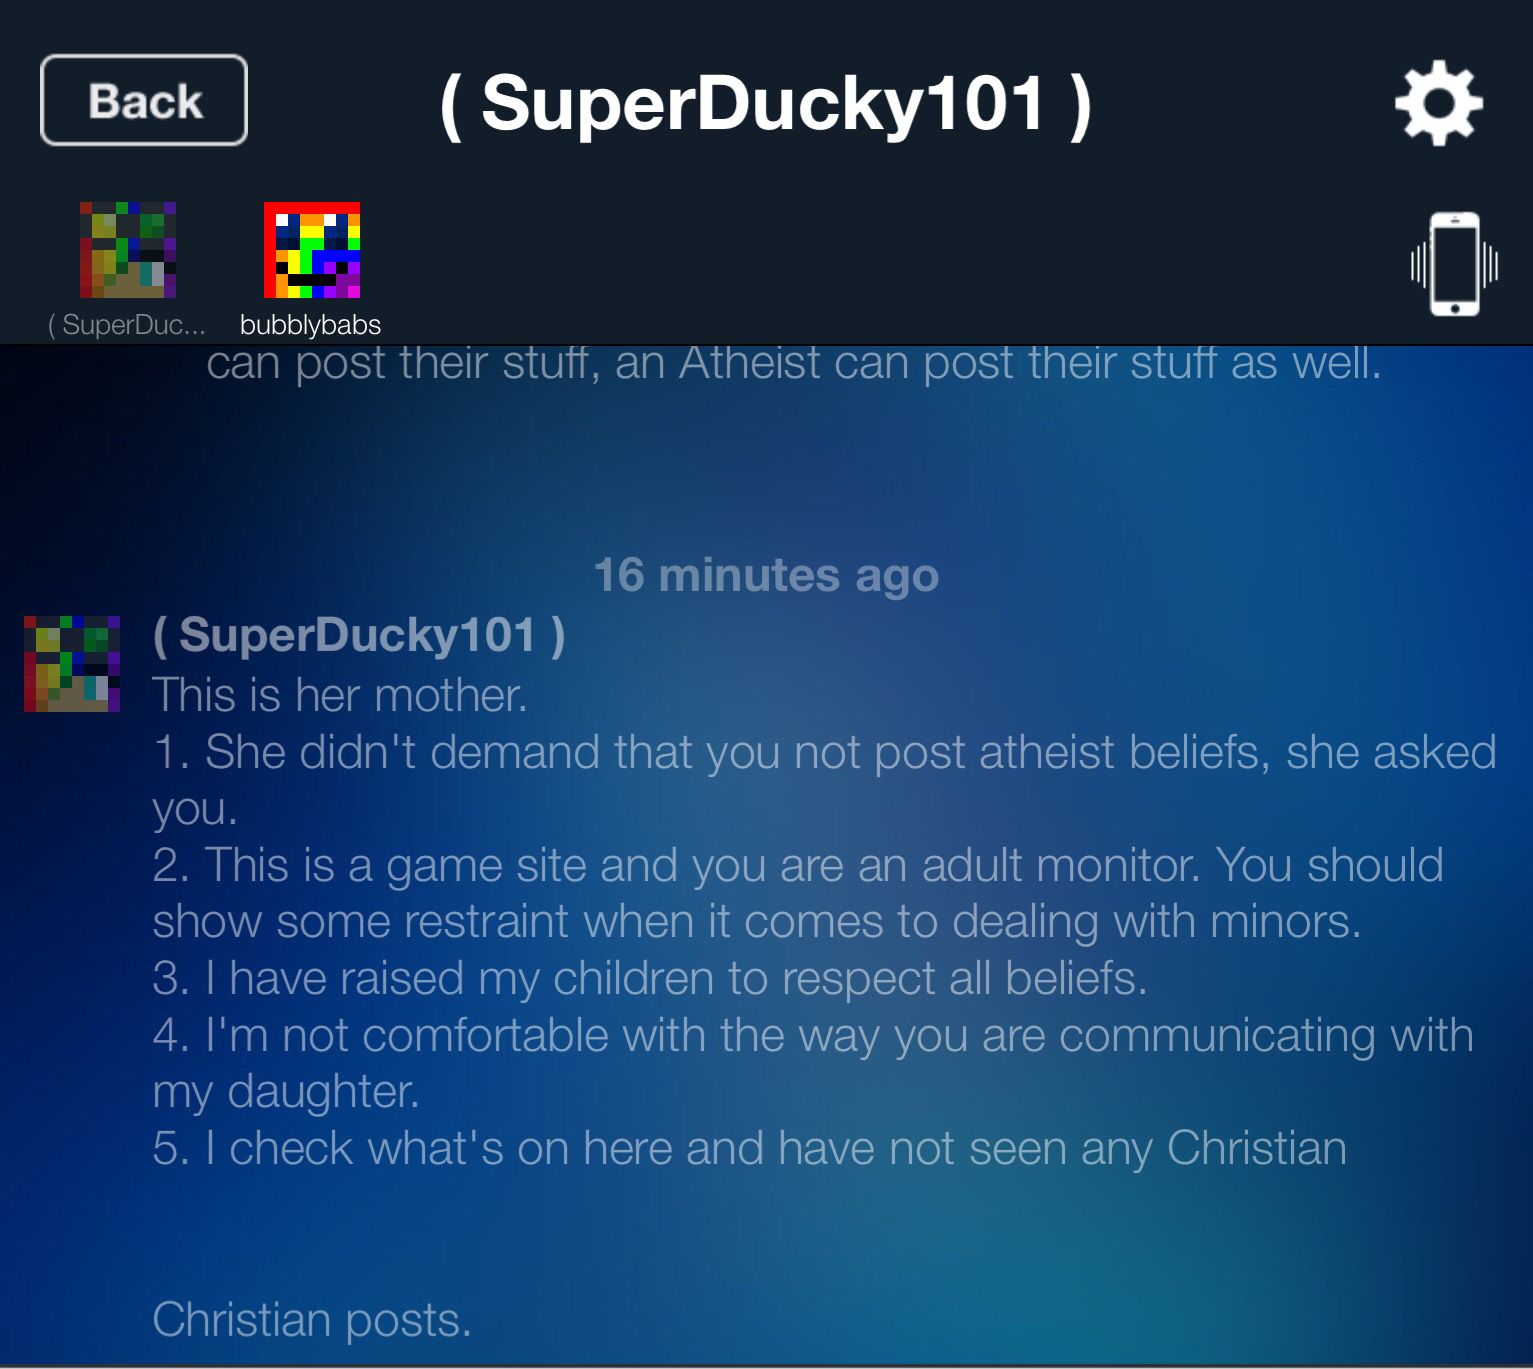 Back
( SuperDucky101 )
( SuperDuc...
bubblybabs
can post their stuff, an Atheist can post their stuff as well.
16 minutes ago
( SuperDucky101 )
This is her mother.
1. She didn't demand that you not post atheist beliefs, she asked
you.
2. This is a game site and you are an adult monitor. You should
show some restraint when it comes to dealing with minors.
3. I have raised my children to respect all beliefs.
4. I'm not comfortable with the way you are communicating with
my daughter.
5. I check what's on here and have not seen any Christian
Christian posts.